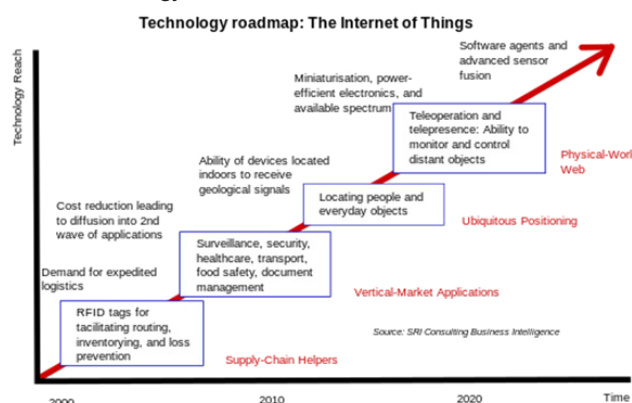 Technology roadmap: The Internet of Things
Technology Reach
Software agents and
advanced sensor
fusion
Miniaturisation, power-
efficient electronics, and
available spectrum
Teleoperation and
telepresence: Ability to
monitor and control
distant objects
Physical-Worl
Web
Ability of devices located
indoors to receive
geological signals
Locating people and
everyday objects
Ubiquitous Positioning
Cost reduction leading
to diffusion into 2nd
wave of applications
Surveillance, security,
healthcare, transport,
food safety, document
management
Vertical-Market Applications
Demand for expedited
logistics
RFID tags for
tacilitating routing,
inventorying, and loss
prevention
Supply-Chain Helpers
Source: SRI Consulting Business Intelligence
2000
2010
2020
Time